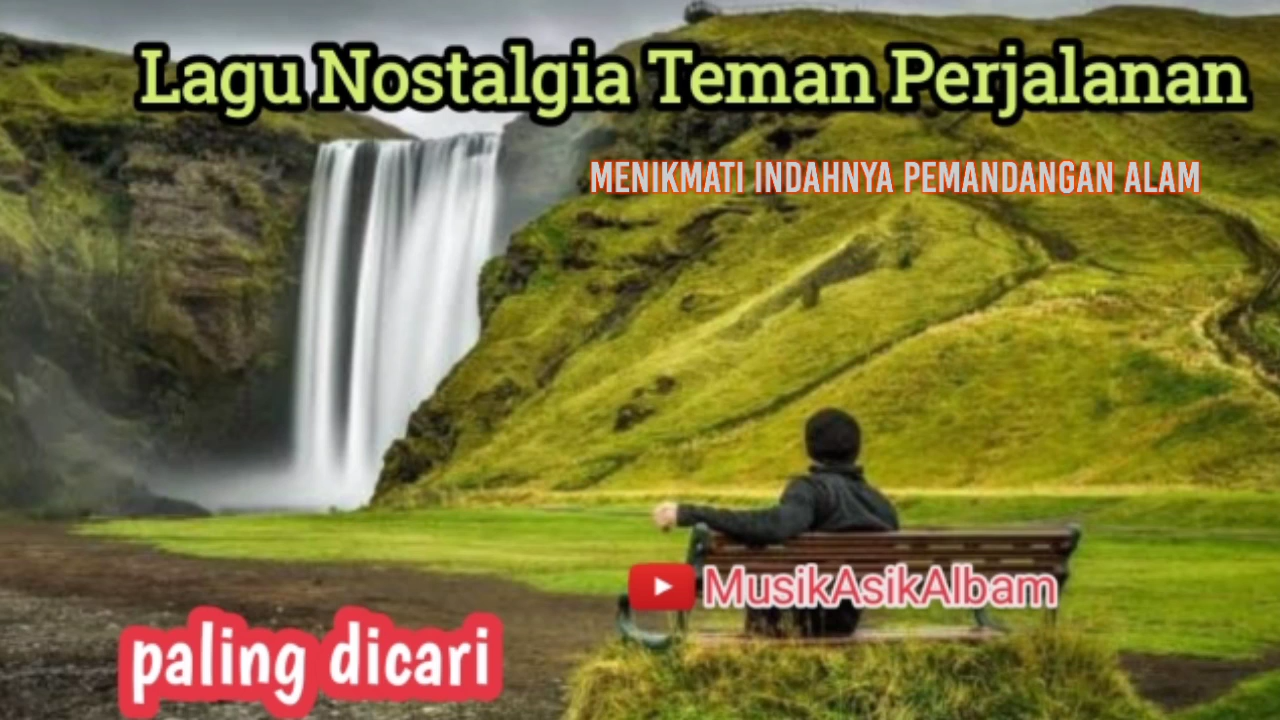 Lagu Nostalgia Teman Perjalanan
MENIKMATI INDAHNYA PEMANDANGAN ALAM
MusikAsikAlbam
paling dicari